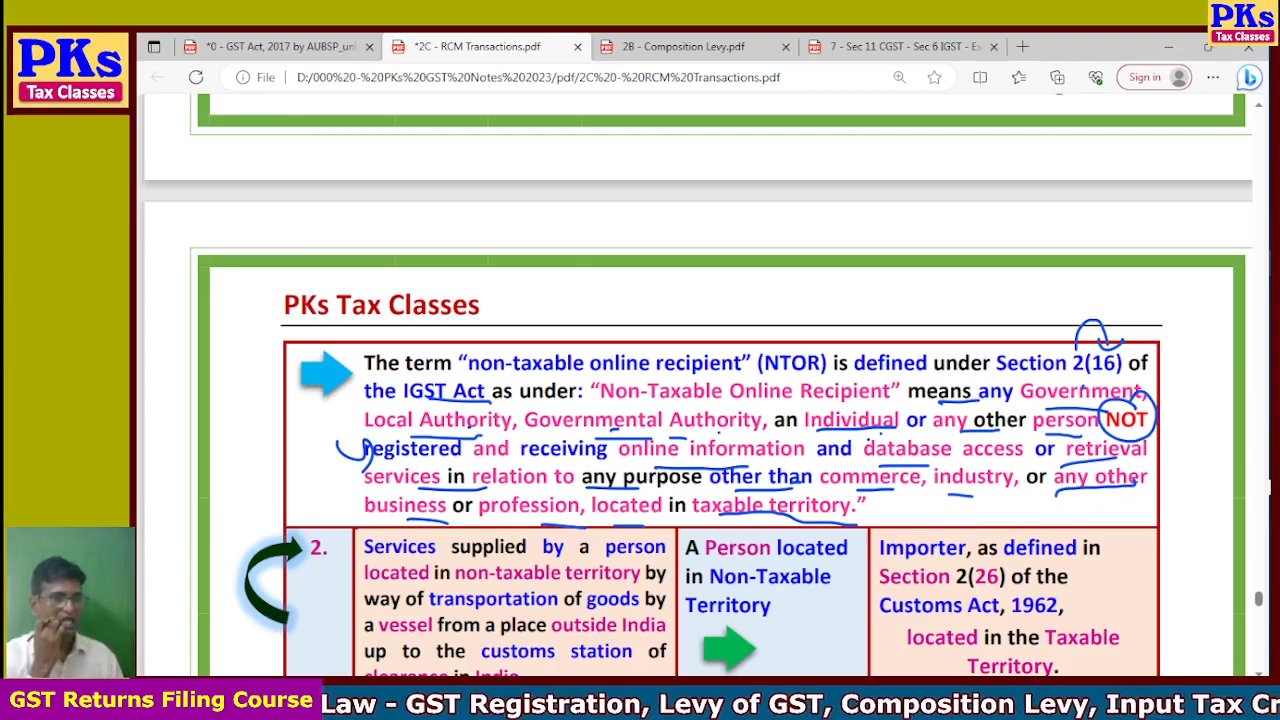 PKs
Tax Classes
PKs
Tax Classes
*0 - GST Act, 2017 by AUBSP_unl
*2C - RCM Transactions.pdf
2B - Composition Levy.pdf
7 - Sec 11 CGST - Sec 6 IGST - Ex
File
D:/000%20-%20PKs%20GST%20Notes%202023/pdf/2C%20-%20RCM%20Transactions.pdf
Sign in
PKs Tax Classes
The term “non-taxable online recipient” (NTOR) is defined under Section 2(16) of
the IGST Act as under: “Non-Taxable Online Recipient” means any Government,
Local Authority, Governmental Authority, an Individual or any other person NOT
registered and receiving online information and database access or retrieval
services in relation to any purpose other than commerce, industry, or any other
business or profession, located in taxable territory.”
2.
Services supplied by a person
located in non-taxable territory by
way of transportation of goods by
a vessel from a place outside India
up to the customs station of
clearance in India
A Person located
in Non-Taxable
Territory
Importer, as defined in
Section 2(26) of the
Customs Act, 1962,
located in the Taxable
Territory.
GST Returns Filing Course
Law - GST Registration, Levy of GST, Composition Levy, Input Tax Cr